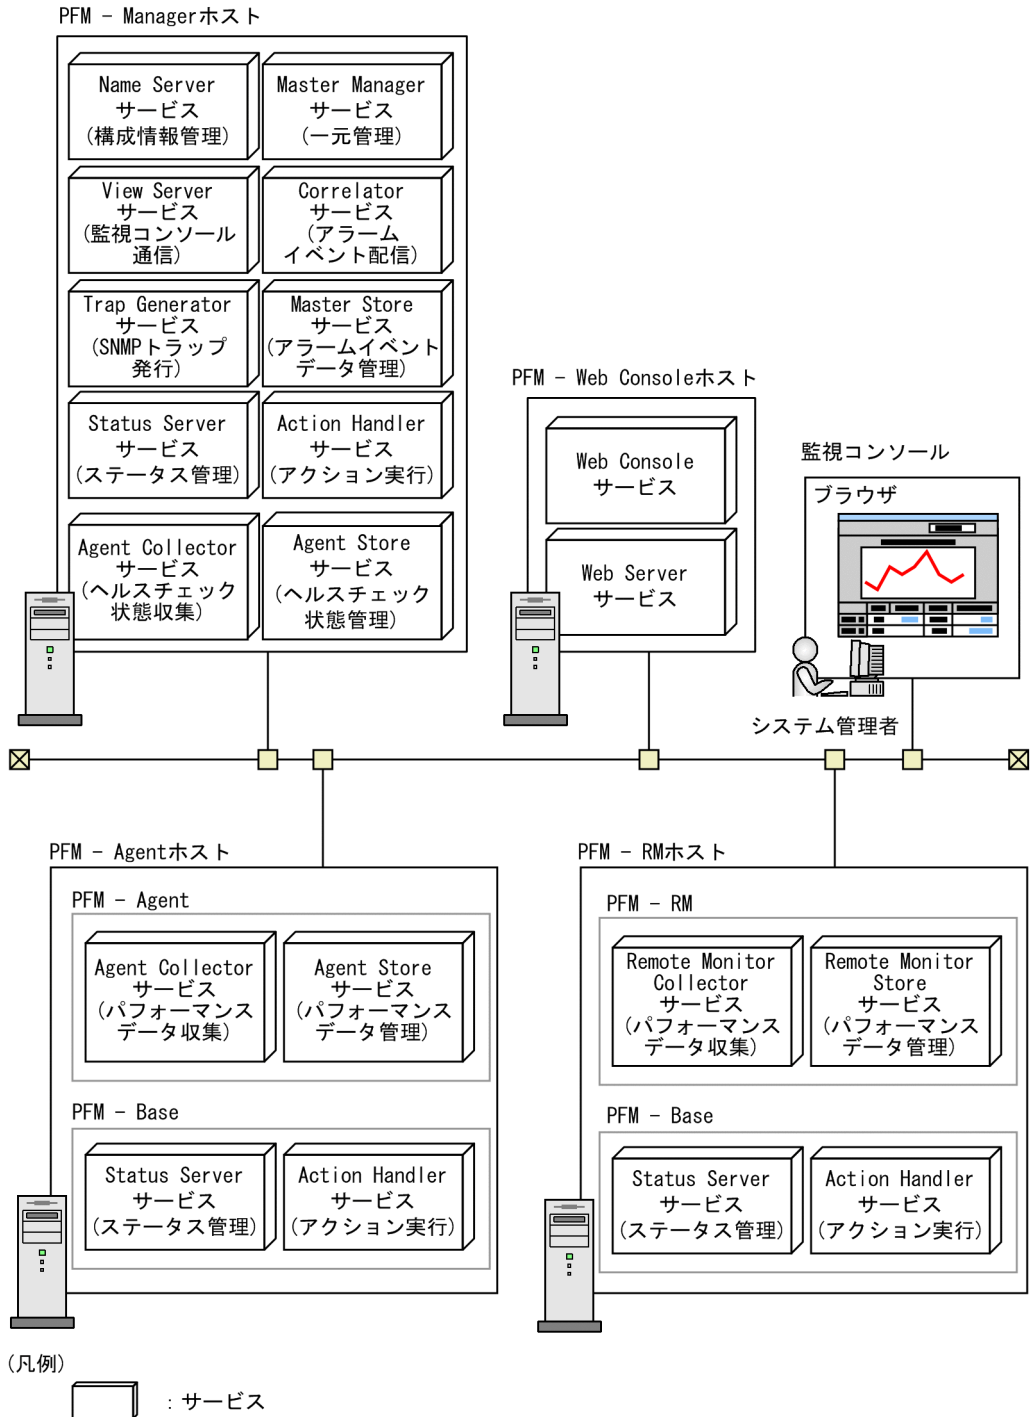 PFM − Managerホスト
Name Server
サービス
(構成情報管理)
Master Manager
サービス
(一元管理)
View Server
サービス
(監視コンソール
通信)
Correlator
サービス
(アラーム
イベント配信)
Trap Generator
サービス
(SNMPトラップ
発行)
Master Store
サービス
(アラームイベント
データ管理)
Status Server
サービス
(ステータス管理)
Action Handler
サービス
(アクション実行)
Agent Collector
サービス
(ヘルスチェック
状態収集)
Agent Store
サービス
(ヘルスチェック
状態管理)
PFM − Web Consoleホスト
Web Console
サービス
Web Server
サービス
監視コンソール
ブラウザ
システム管理者
PFM − Agentホスト
PFM − Agent
Agent Collector
サービス
(パフォーマンス
データ収集)
Agent Store
サービス
(パフォーマンス
データ管理)
PFM − Base
Status Server
サービス
(ステータス管理)
Action Handler
サービス
(アクション実行)
PFM − RMホスト
PFM − RM
Remote Monitor
Collector
サービス
(パフォーマンス
データ収集)
Remote Monitor
Store
サービス
(パフォーマンス
データ管理)
PFM − Base
Status Server
サービス
(ステータス管理)
Action Handler
サービス
(アクション実行)
(凡例)
：サービス